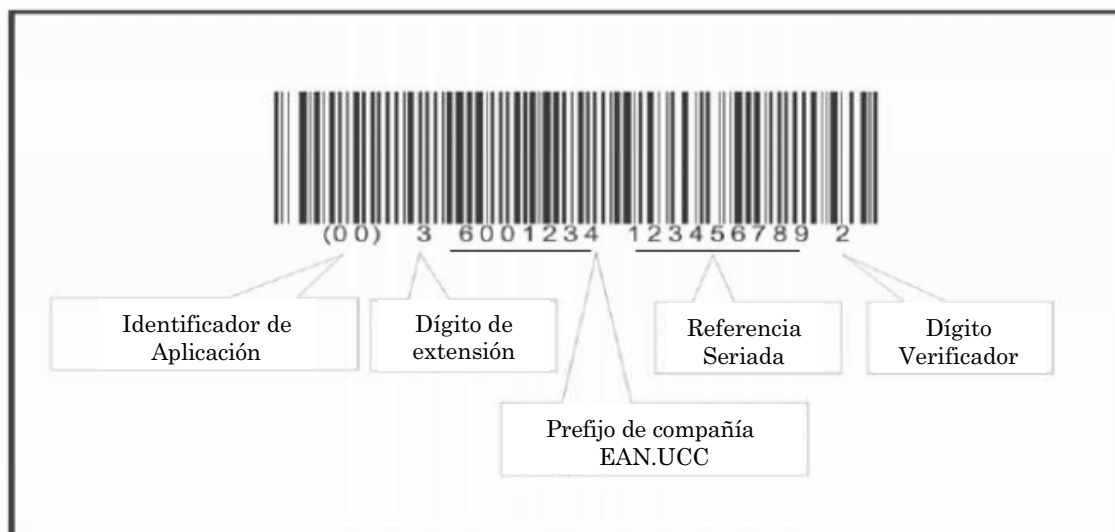 (00) 3 6001234 123456789 2
Identificador de
Aplicación
Dígito de
extensión
Referencia
Seriada
Dígito
Verificador
Prefijo de compañía
EAN.UCC